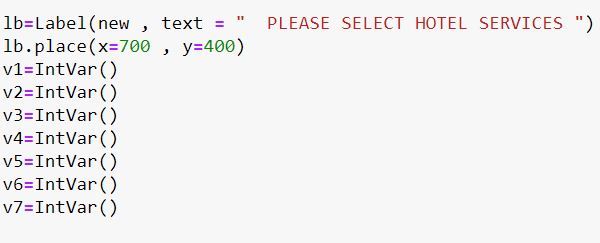 lb=Label(new , text = "  PLEASE SELECT HOTEL SERVICES ")
lb.place(x=700 , y=400)
v1=IntVar()
v2=IntVar()
v3=IntVar()
v4=IntVar()
v5=IntVar()
v6=IntVar()
v7=IntVar()